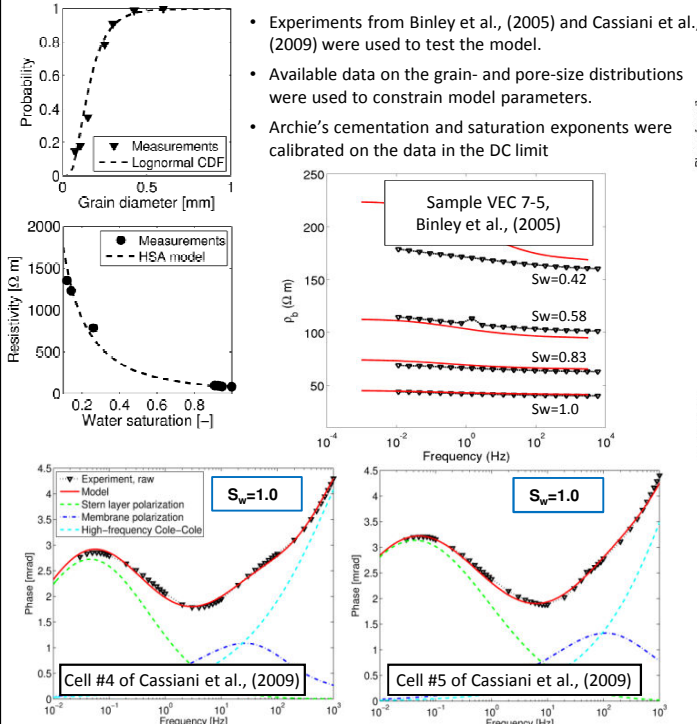 • Experiments from Binley et al., (2005) and Cassiani et al.,
(2009) were used to test the model.
• Available data on the grain- and pore-size distributions
were used to constrain model parameters.
• Archie's cementation and saturation exponents were
calibrated on the data in the DC limit
Probability
1
0.8
0.6
0.4
0.2
0
Measurements
Lognormal CDF
0 0.5 1
Grain diameter [mm]
Resistivity [Ω m]
2000
1500
1000
500
0
Measurements
HSA model
0.2 0.4 0.6 0.8
Water saturation [–]
ρb (Ω m)
250
200
150
100
50
Sample VEC 7-5,
Binley et al., (2005)
Sw=0.42
Sw=0.58
Sw=0.83
Sw=1.0
10⁻⁴ 10⁻² 10⁰ 10² 10⁴
Frequency (Hz)
Phase [mrad]
4.5
4
3.5
3
2.5
2
1.5
1
0.5
0
Experiment, raw
Model
Stern layer polarization
Membrane polarization
High–frequency Cole–Cole
Sw=1.0
Cell #4 of Cassiani et al., (2009)
10⁻² 10⁻¹ 10⁰ 10¹ 10² 10³
Frequency [Hz]
Phase [mrad]
4.5
4
3.5
3
2.5
2
1.5
1
0.5
0
Sw=1.0
Cell #5 of Cassiani et al., (2009)
10⁻² 10⁻¹ 10⁰ 10¹ 10² 10³
Frequency [Hz]